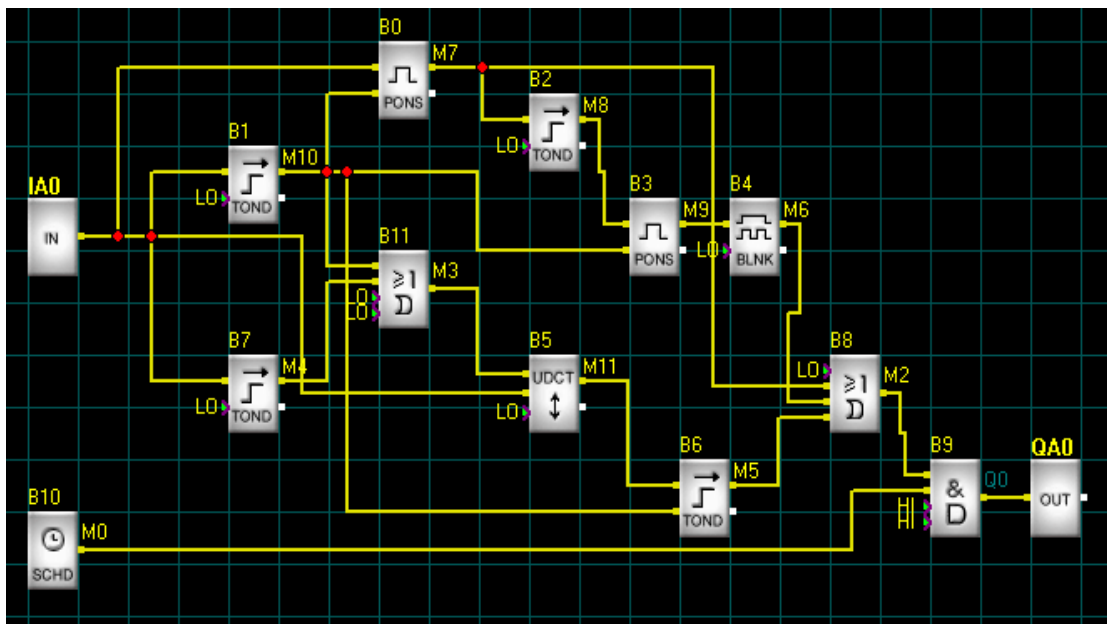 B0
M7
PONS
B2
M8
LO
TOND
B1
M10
LO
TOND
IA0
IN
B3
M9
PONS
B4
M6
LO
BLNK
B11
M3
≥1
LO
LO
B7
M4
LO
TOND
B5
M11
UDCT
LO
B8
LO
M2
≥1
B6
M5
TOND
B9
Q0
&
HI
HI
QA0
OUT
B10
M0
SCHD